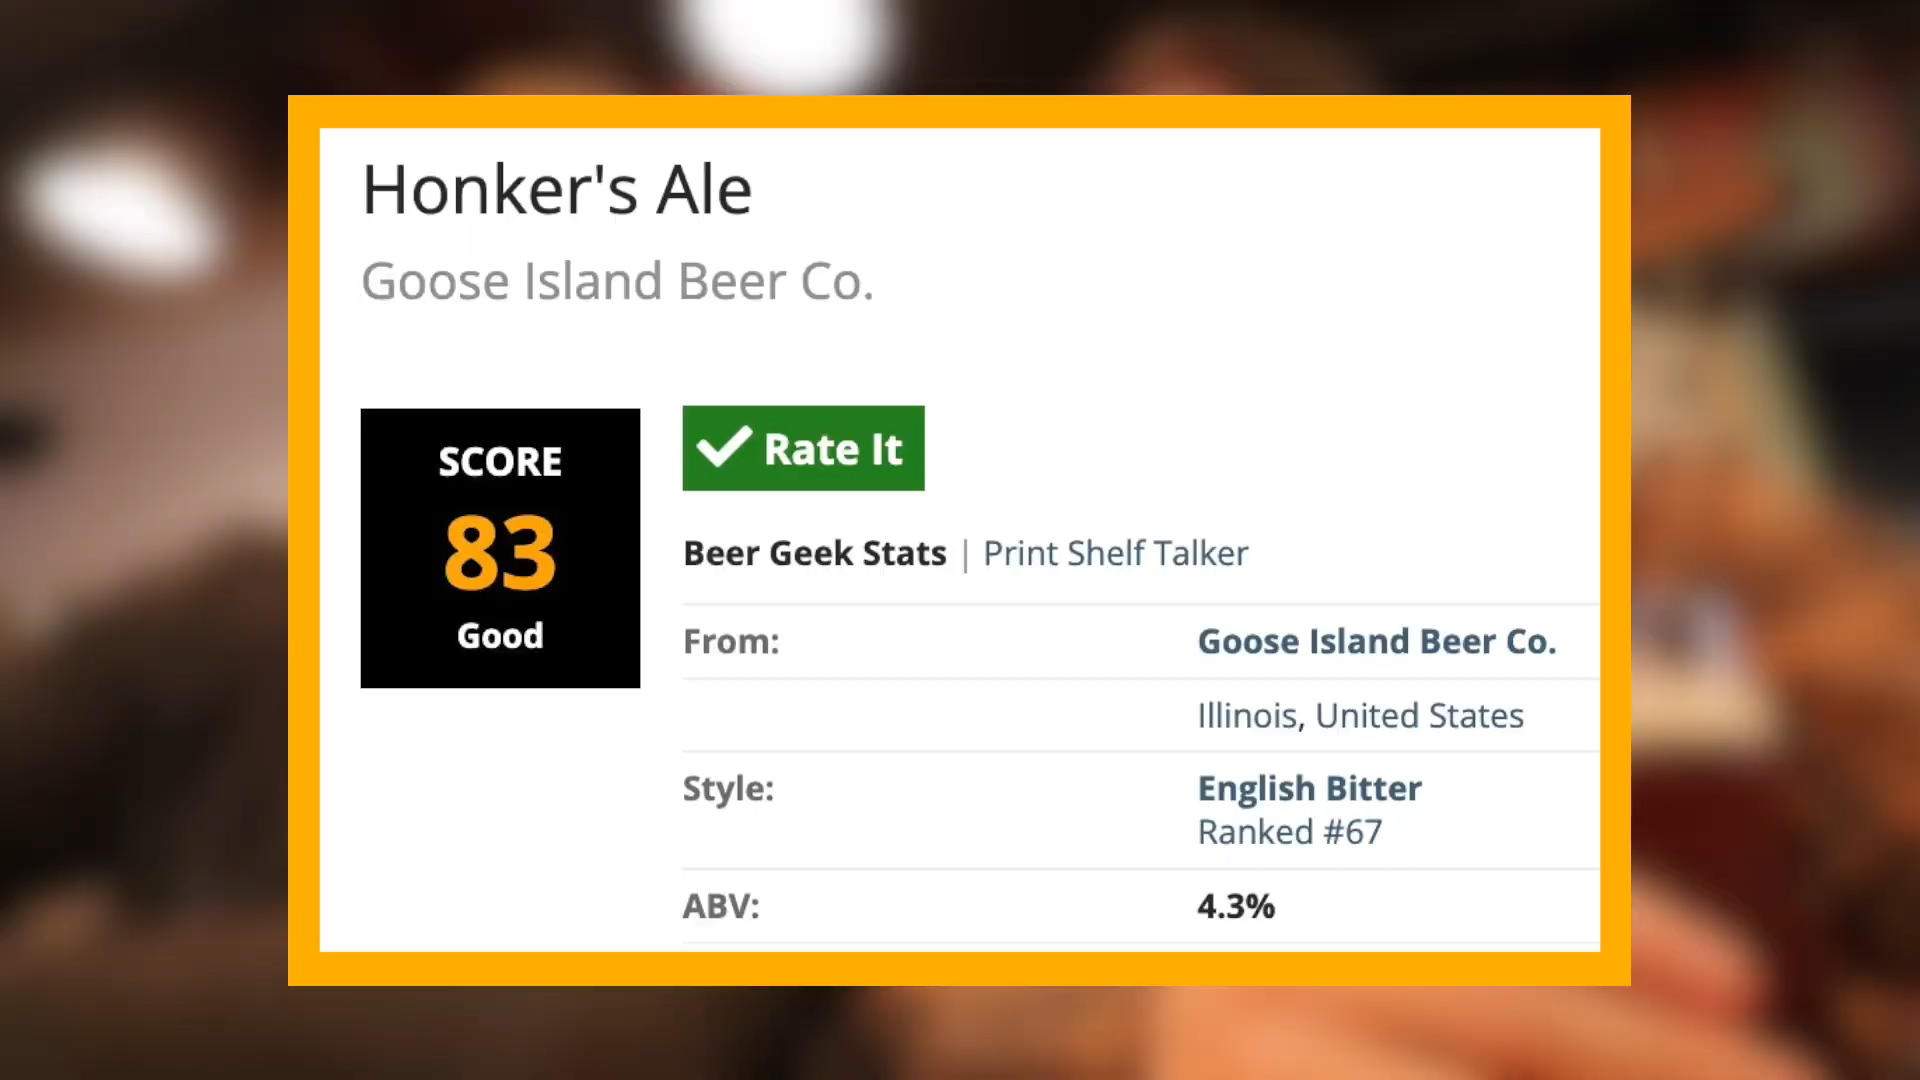 Honker's Ale
Goose Island Beer Co.
SCORE
83
Good
Rate It
Beer Geek Stats | Print Shelf Talker
From: Goose Island Beer Co.
Illinois, United States
Style: English Bitter
Ranked #67
ABV: 4.3%